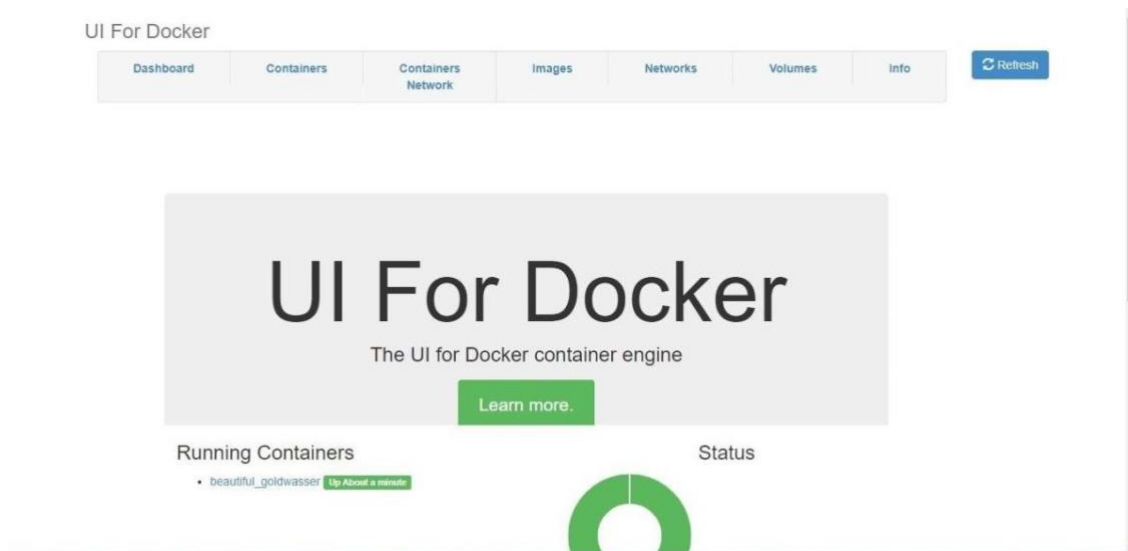 UI For Docker
Dashboard Containers Containers Network Images Networks Volumes Info Refresh
UI For Docker
The UI for Docker container engine
Learn more.
Running Containers
Status
beautiful_goldwasser Up About a minute